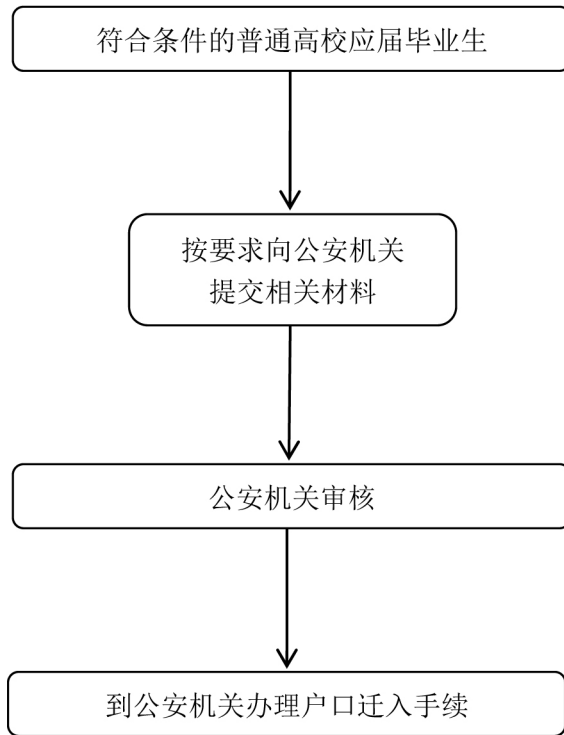 符合条件的普通高校应届毕业生
按要求向公安机关
提交相关材料
公安机关审核
到公安机关办理户口迁入手续